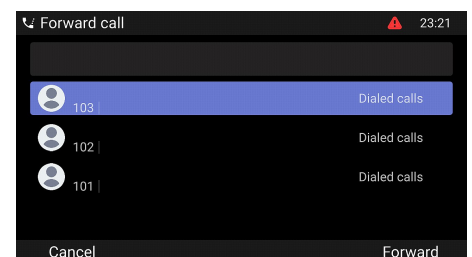 Forward call 23:21
103 | Dialed calls
102 | Dialed calls
101 | Dialed calls
Cancel Forward